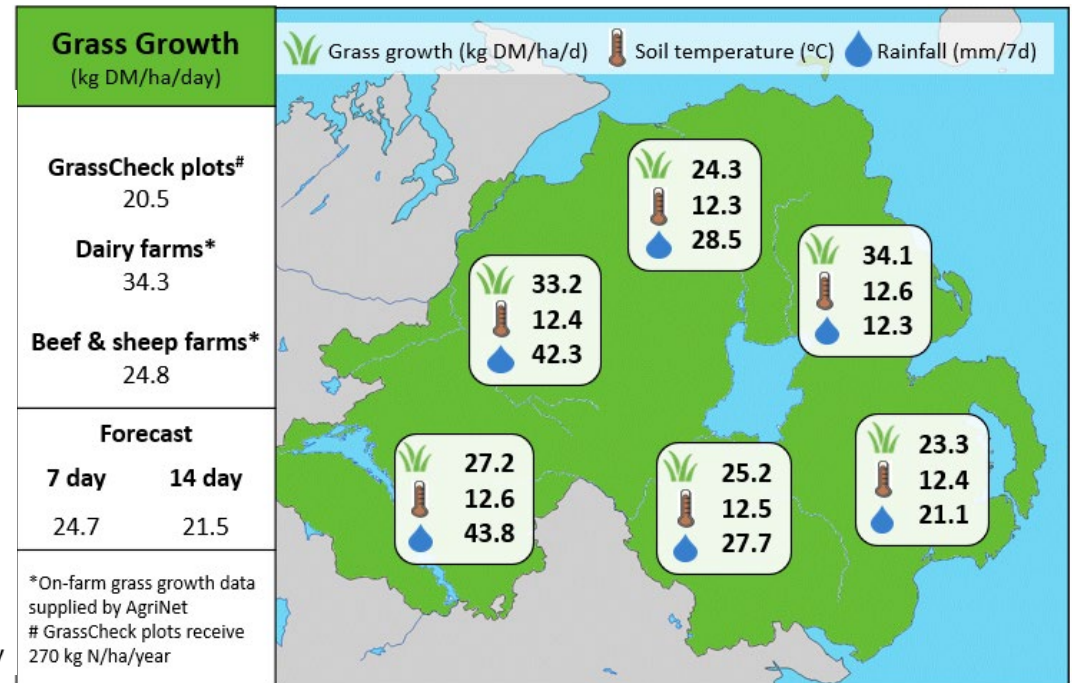 Grass Growth
(kg DM/ha/day)
GrassCheck plots#
20.5
Dairy farms*
34.3
Beef & sheep farms*
24.8
Forecast
7 day 14 day
24.7 21.5
*On-farm grass growth data
supplied by AgriNet
# GrassCheck plots receive
270 kg N/ha/year
Grass growth (kg DM/ha/d) Soil temperature (°C) Rainfall (mm/7d)
24.3
12.3
28.5
34.1
12.6
12.3
33.2
12.4
42.3
27.2
12.6
43.8
25.2
12.5
27.7
23.3
12.4
21.1